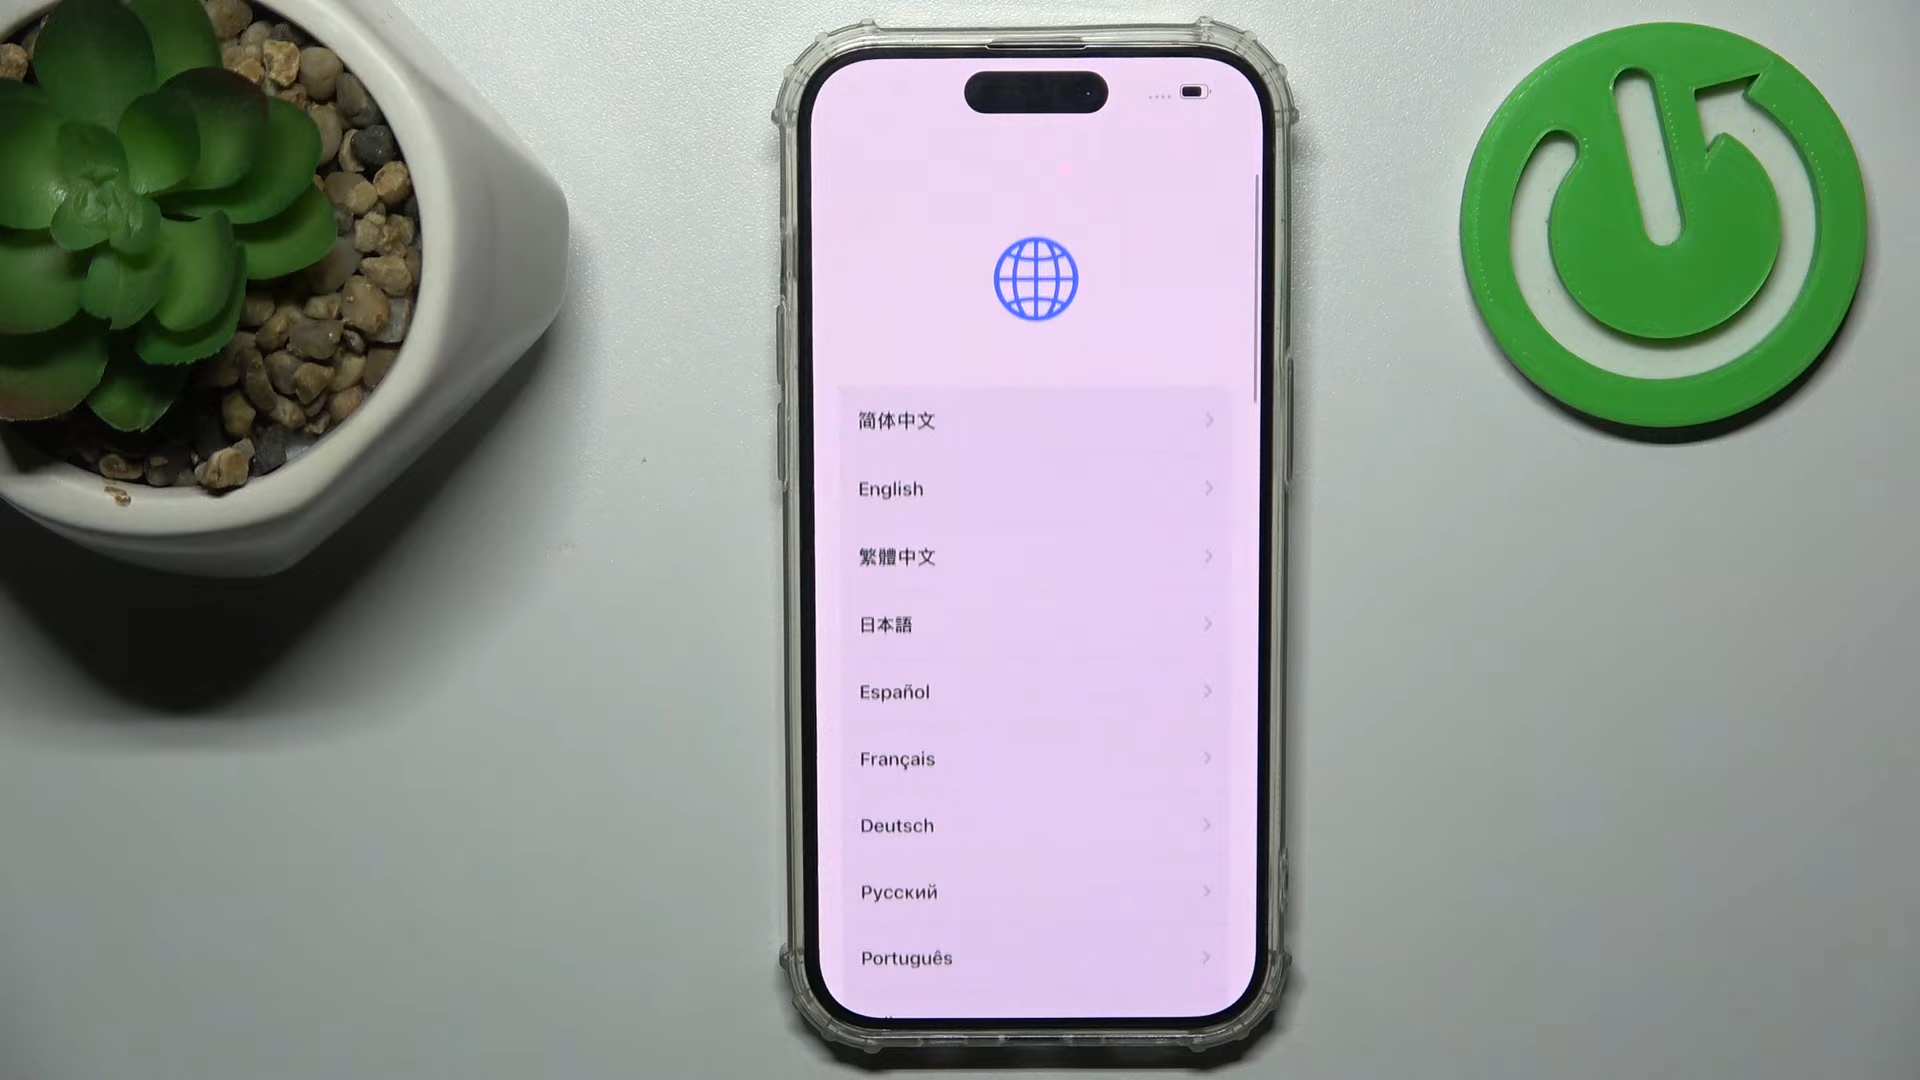 简体中文
English
繁體中文
日本語
Español
Français
Deutsch
Русский
Português